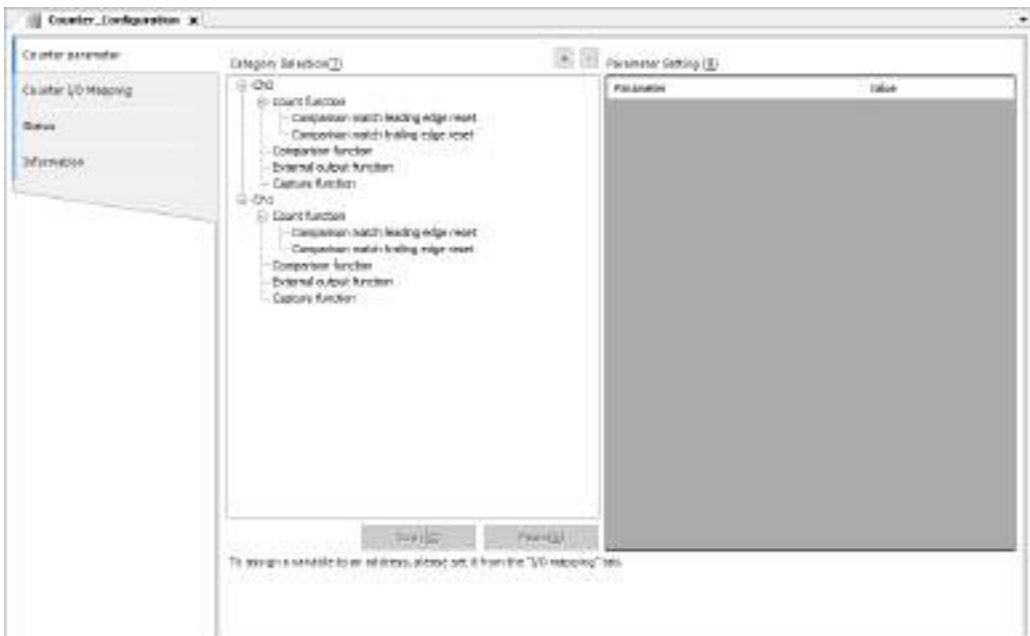 Counter_Configuration x
Counter parameter
Counter I/O Mapping
Status
Information
Category Selection(T)
Ch0
Count function
Comparison match leading edge reset
Comparison match trailing edge reset
Comparison function
External output function
Capture function
Ch1
Count function
Comparison match leading edge reset
Comparison match trailing edge reset
Comparison function
External output function
Capture function
Parameter Setting
Parameter Value
To assign a variable to an address, please set it from the "I/O mapping" tab.